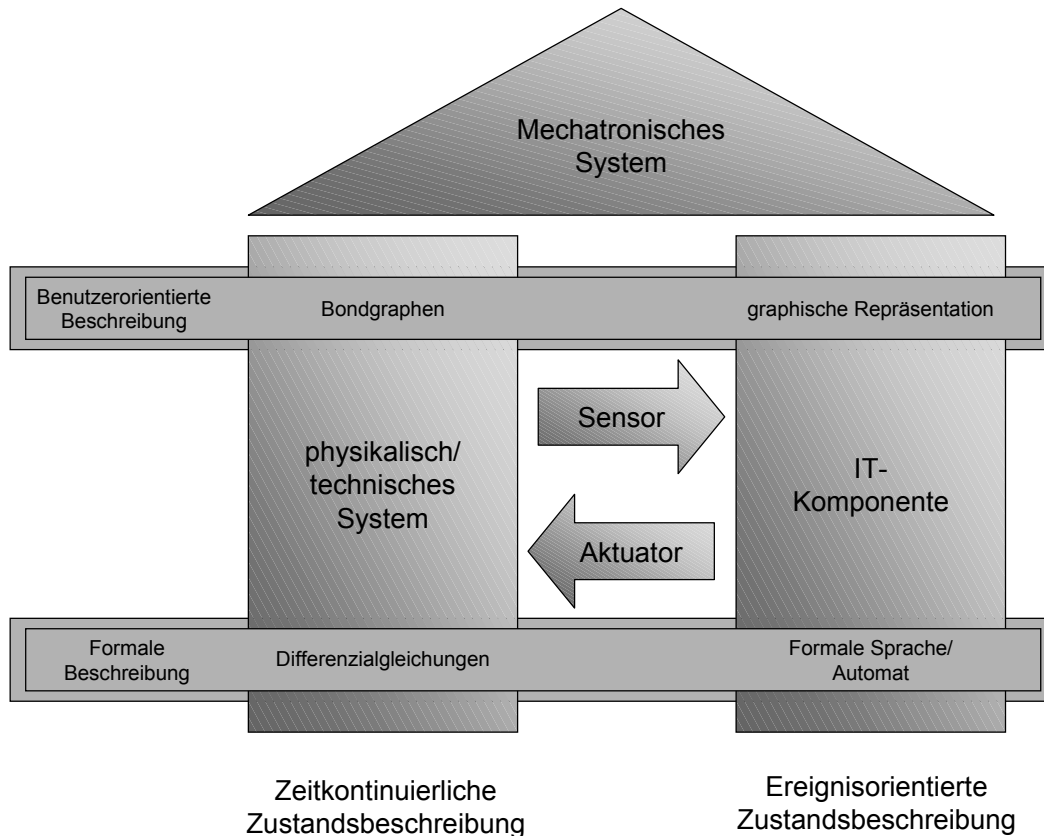 Mechatronisches
System
Benutzerorientierte
Beschreibung
Bondgraphen
graphische Repräsentation
Sensor
physikalisch/
technisches
System
IT-
Komponente
Aktuator
Formale
Beschreibung
Differenzialgleichungen
Formale Sprache/
Automat
Zeitkontinuierliche
Zustandsbeschreibung
Ereignisorientierte
Zustandsbeschreibung